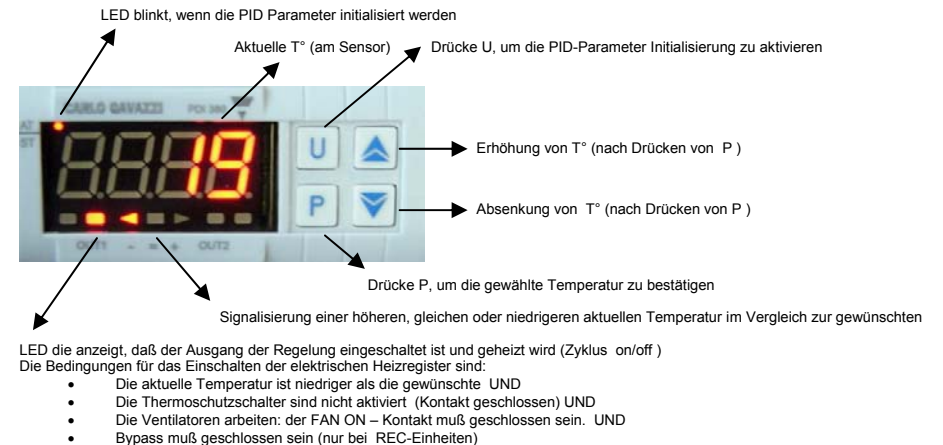 LED blinkt, wenn die PID Parameter initialisiert werden
Aktuelle T° (am Sensor)
Drücke U, um die PID-Parameter Initialisierung zu aktivieren
CARLO GAVAZZI
AT
ST
19
U
P
OUT1 - = + OUT2
Erhöhung von T° (nach Drücken von P )
Absenkung von T° (nach Drücken von P )
Drücke P, um die gewählte Temperatur zu bestätigen
Signalisierung einer höheren, gleichen oder niedrigeren aktuellen Temperatur im Vergleich zur gewünschten
LED die anzeigt, daß der Ausgang der Regelung eingeschaltet ist und geheizt wird (Zyklus on/off )
Die Bedingungen für das Einschalten der elektrischen Heizregister sind:
• Die aktuelle Temperatur ist niedriger als die gewünschte UND
• Die Thermoschutzschalter sind nicht aktiviert (Kontakt geschlossen) UND
• Die Ventilatoren arbeiten: der FAN ON – Kontakt muß geschlossen sein. UND
• Bypass muß geschlossen sein (nur bei REC-Einheiten)